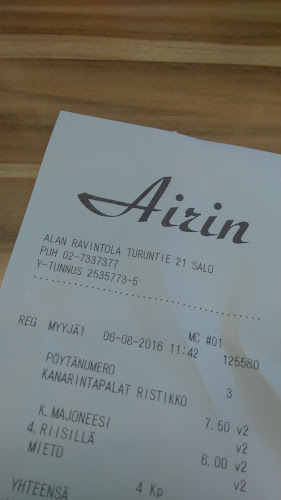 Airin
ALAN RAVINTOLA TURUNTIE 21 SALO
PUH 02-7337377
Y-TUNNUS 2535773-5
REG MYYJÄ1 MC #01
06-08-2016 11:42 125580
PÖYTÄNUMERO 3
KANARINTAPALAT RISTIKKO
7.50 v2
K.MAJONEESI v2
4.RIISILLÄ 6.00 v2
MIETO v2
YHTEENSÄ 4 Kp